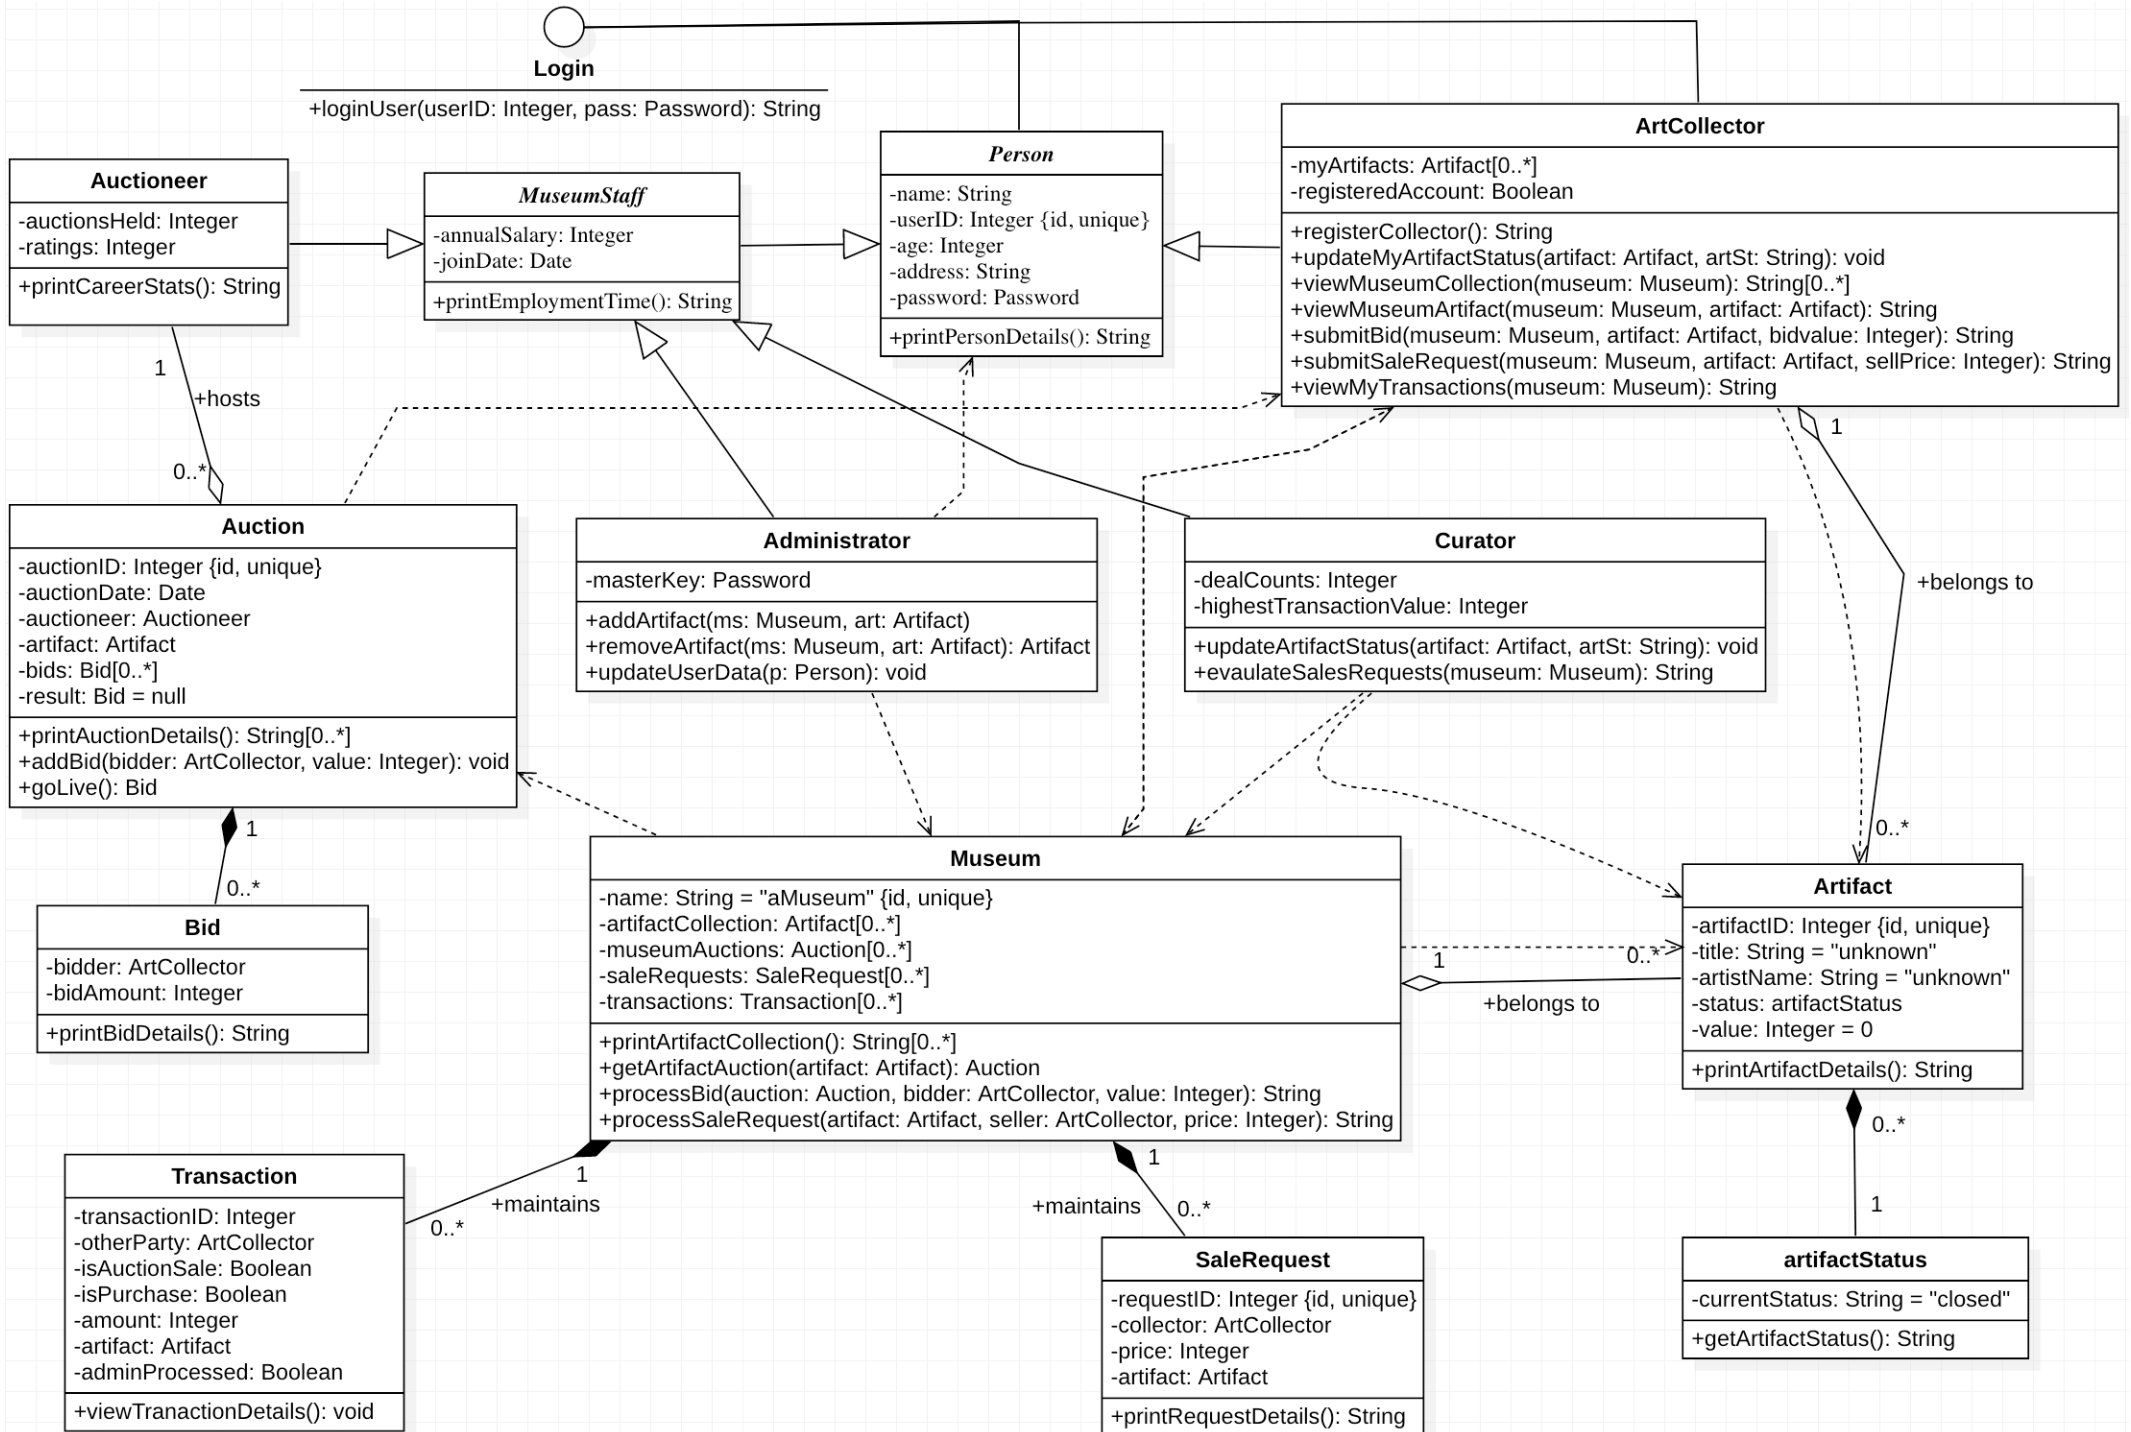 Login
+loginUser(userID: Integer, pass: Password): String
Auctioneer
-auctionsHeld: Integer
-ratings: Integer
+printCareerStats(): String
MuseumStaff
-annualSalary: Integer
-joinDate: Date
+printEmploymentTime(): String
Person
-name: String
-userID: Integer {id, unique}
-age: Integer
-address: String
-password: Password
+printPersonDetails(): String
ArtCollector
-myArtifacts: Artifact[0..*]
-registeredAccount: Boolean
+registerCollector(): String
+updateMyArtifactStatus(artifact: Artifact, artSt: String): void
+viewMuseumCollection(museum: Museum): String[0..*]
+viewMuseumArtifact(museum: Museum, artifact: Artifact): String
+submitBid(museum: Museum, artifact: Artifact, bidvalue: Integer): String
+submitSaleRequest(museum: Museum, artifact: Artifact, sellPrice: Integer): String
+viewMyTransactions(museum: Museum): String
1
+hosts
0..*
1
+belongs to
0..*
Auction
-auctionID: Integer {id, unique}
-auctionDate: Date
-auctioneer: Auctioneer
-artifact: Artifact
-bids: Bid[0..*]
-result: Bid = null
+printAuctionDetails(): String[0..*]
+addBid(bidder: ArtCollector, value: Integer): void
+goLive(): Bid
Administrator
-masterKey: Password
+addArtifact(ms: Museum, art: Artifact)
+removeArtifact(ms: Museum, art: Artifact): Artifact
+updateUserData(p: Person): void
Curator
-dealCounts: Integer
-highestTransactionValue: Integer
+updateArtifactStatus(artifact: Artifact, artSt: String): void
+evaulateSalesRequests(museum: Museum): String
1
0..*
Bid
-bidder: ArtCollector
-bidAmount: Integer
+printBidDetails(): String
Museum
-name: String = "aMuseum" {id, unique}
-artifactCollection: Artifact[0..*]
-museumAuctions: Auction[0..*]
-saleRequests: SaleRequest[0..*]
-transactions: Transaction[0..*]
+printArtifactCollection(): String[0..*]
+getArtifactAuction(artifact: Artifact): Auction
+processBid(auction: Auction, bidder: ArtCollector, value: Integer): String
+processSaleRequest(artifact: Artifact, seller: ArtCollector, price: Integer): String
1
0..*
+belongs to
Artifact
-artifactID: Integer {id, unique}
-title: String = "unknown"
-artistName: String = "unknown"
-status: artifactStatus
-value: Integer = 0
+printArtifactDetails(): String
0..*
1
1
+maintains
0..*
1
+maintains
0..*
Transaction
-transactionID: Integer
-otherParty: ArtCollector
-isAuctionSale: Boolean
-isPurchase: Boolean
-amount: Integer
-artifact: Artifact
-adminProcessed: Boolean
+viewTranactionDetails(): void
SaleRequest
-requestID: Integer {id, unique}
-collector: ArtCollector
-price: Integer
-artifact: Artifact
+printRequestDetails(): String
artifactStatus
-currentStatus: String = "closed"
+getArtifactStatus(): String